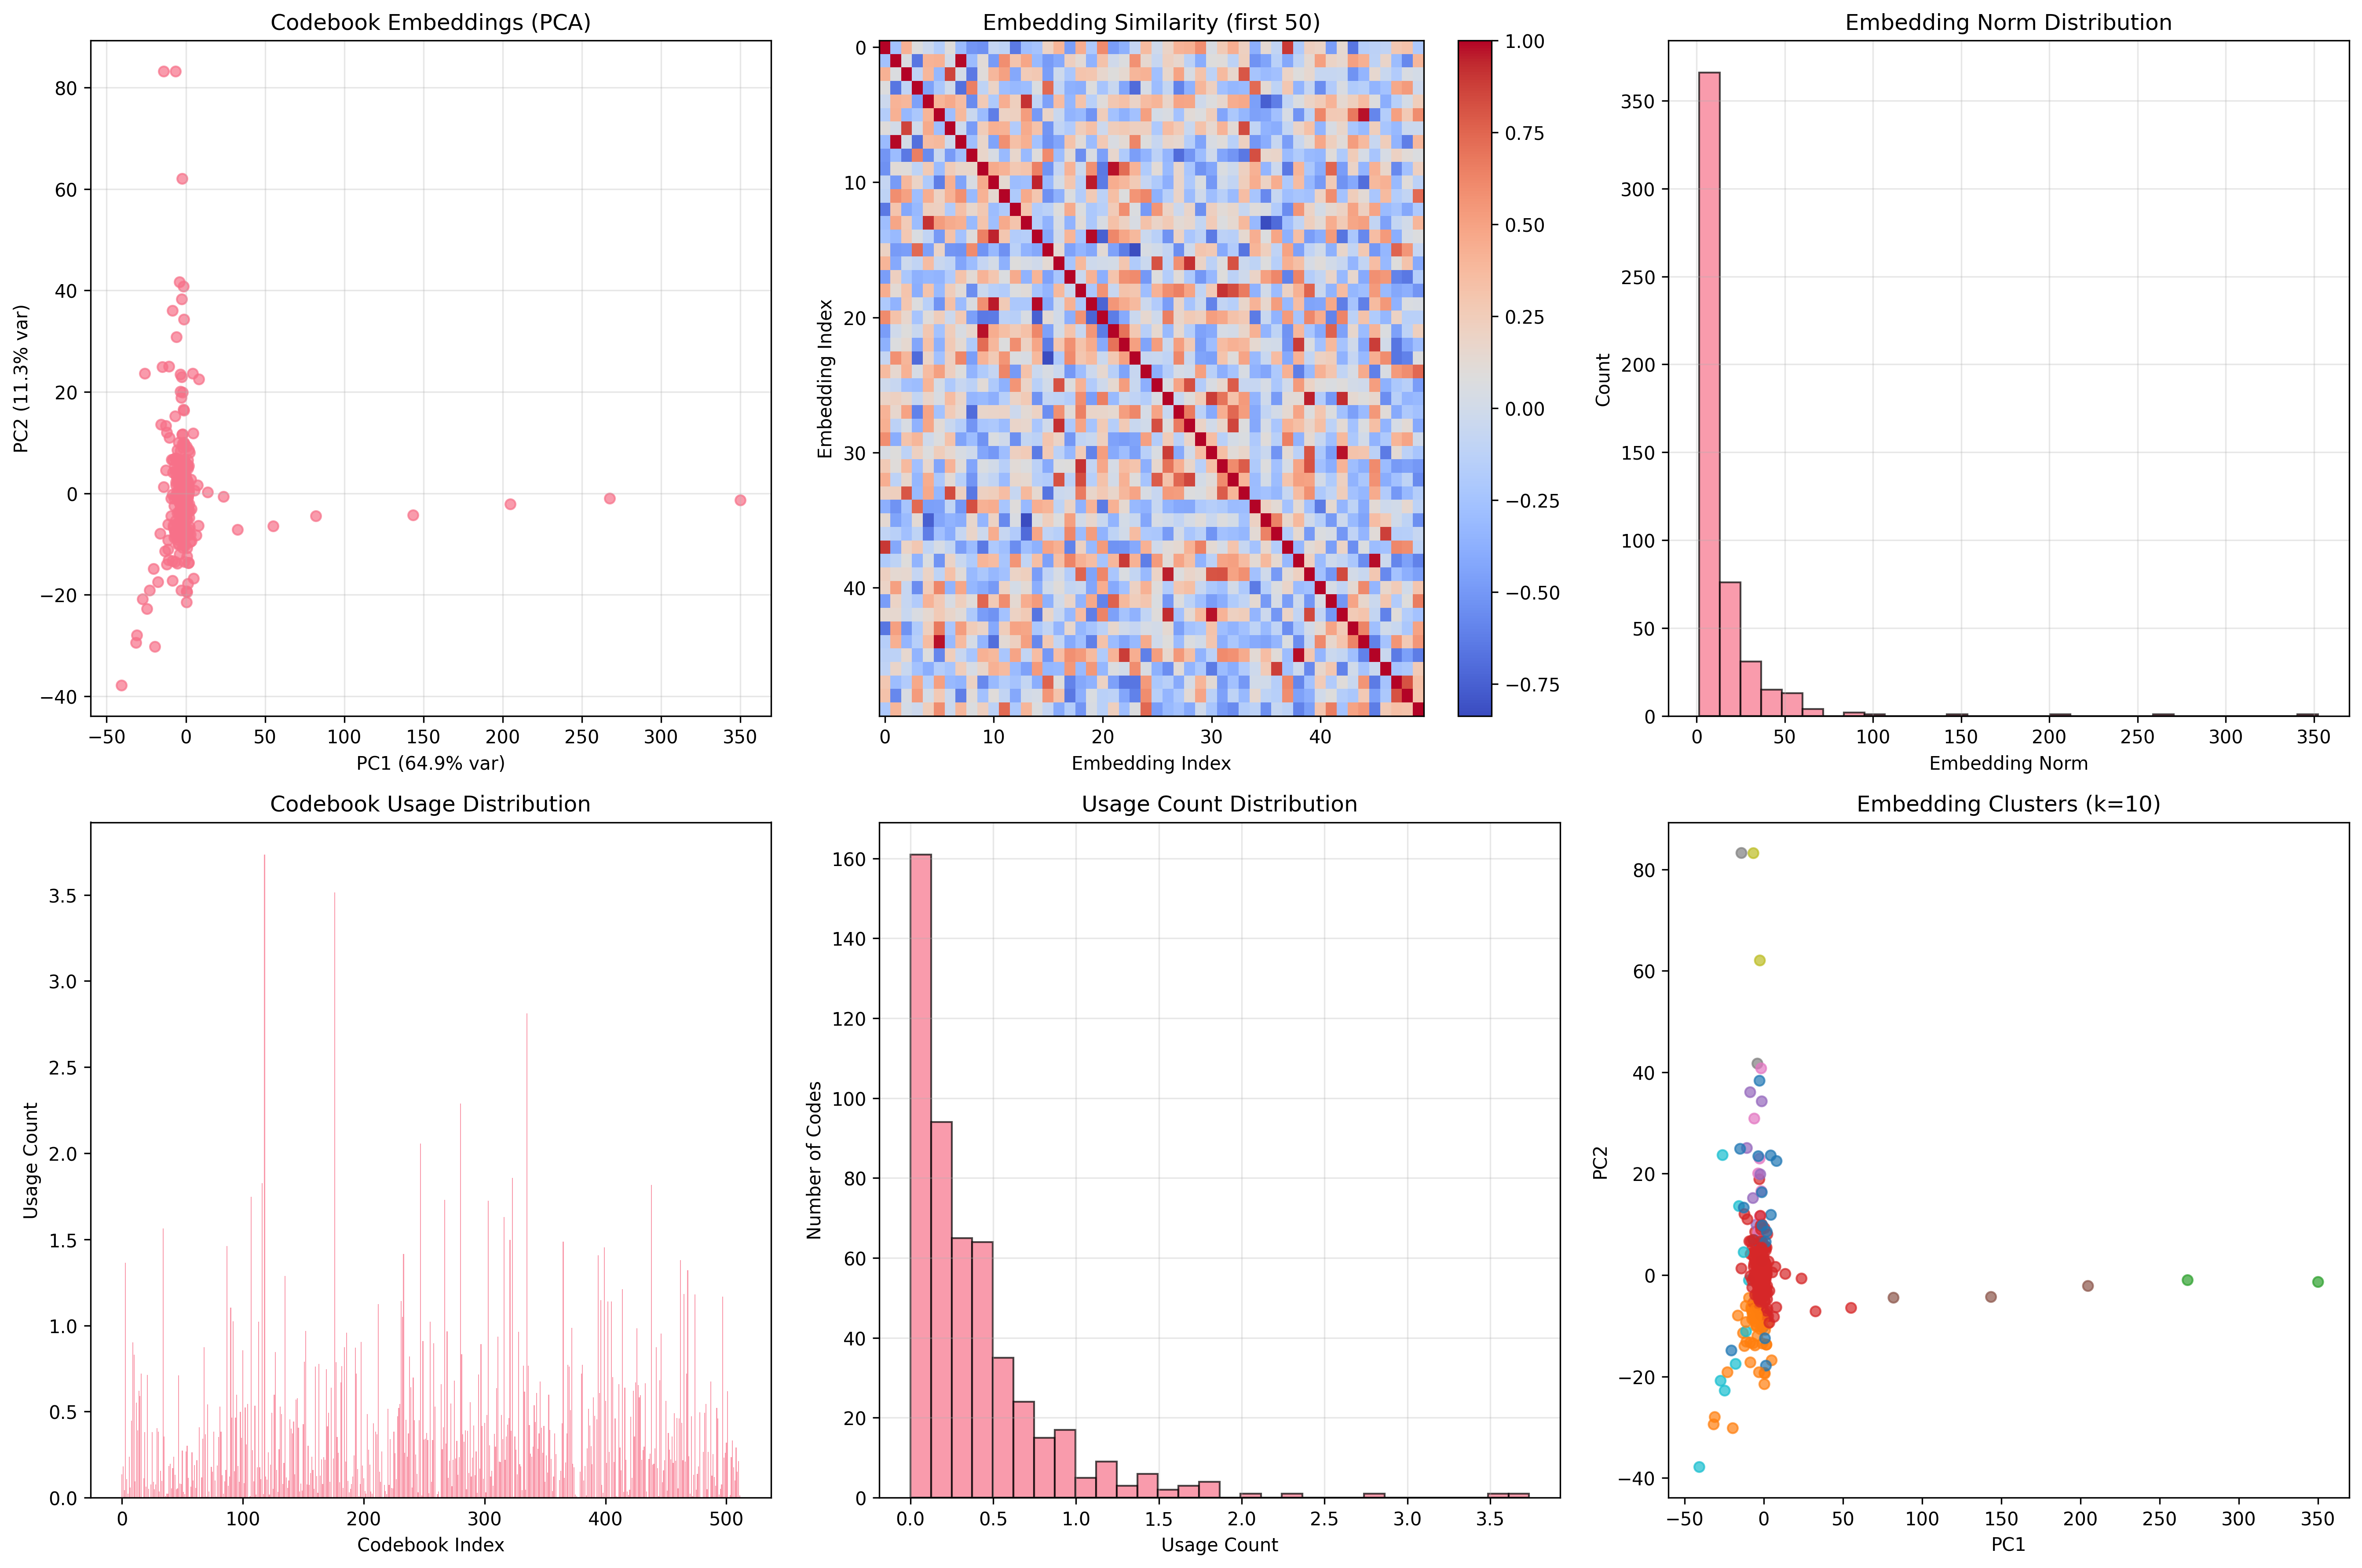 Codebook Embeddings (PCA)
80
60
40
20
0
−20
−40
−50 0 50 100 150 200 250 300 350
PC2 (11.3% var)
PC1 (64.9% var)
Embedding Similarity (first 50)
0
10
20
30
40
0 10 20 30 40
Embedding Index
Embedding Index
1.00
0.75
0.50
0.25
0.00
−0.25
−0.50
−0.75
Embedding Norm Distribution
350
300
250
200
150
100
50
0
0 50 100 150 200 250 300 350
Count
Embedding Norm
Codebook Usage Distribution
3.5
3.0
2.5
2.0
1.5
1.0
0.5
0.0
0 100 200 300 400 500
Usage Count
Codebook Index
Usage Count Distribution
160
140
120
100
80
60
40
20
0
0.0 0.5 1.0 1.5 2.0 2.5 3.0 3.5
Number of Codes
Usage Count
Embedding Clusters (k=10)
80
60
40
20
0
−20
−40
−50 0 50 100 150 200 250 300 350
PC2
PC1